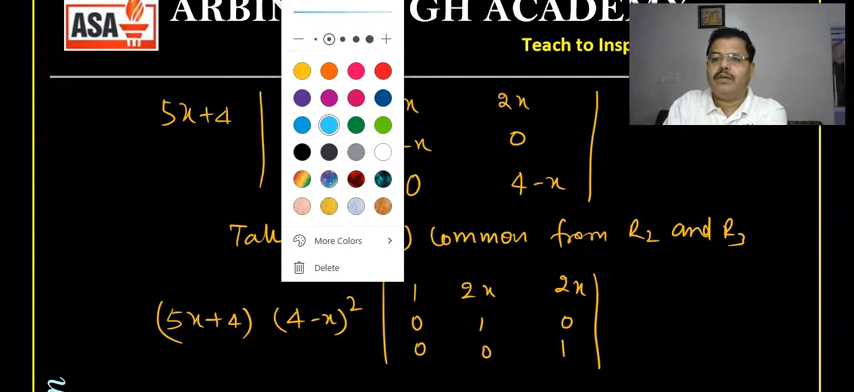 ARBIN GH ACADEMY
ASA
Teach to Insp
5x+4 | x 2x |
-x 0
0 4-x
Tak ) common from R2 and R3
More Colors
Delete
(5x+4) (4-x)² | 1 2x 2x |
0 1 0
0 0 1
n